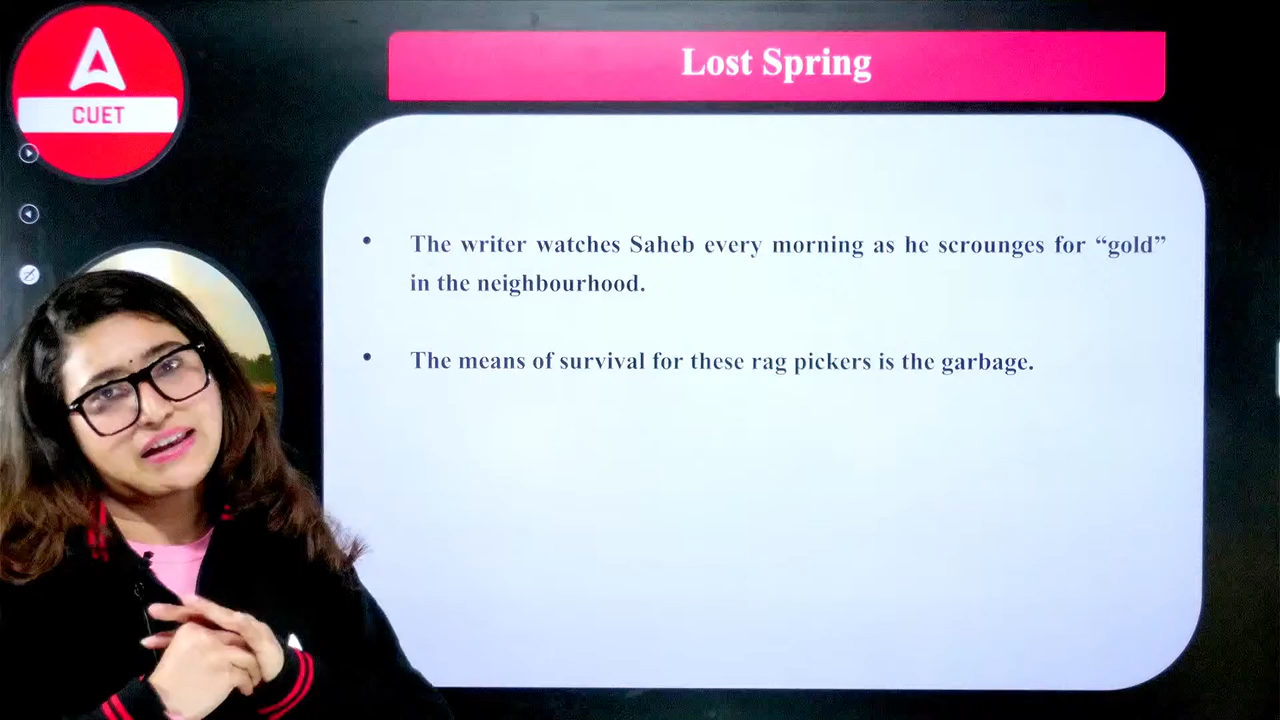 CUET
Lost Spring
• The writer watches Saheb every morning as he scrounges for “gold”
in the neighbourhood.
• The means of survival for these rag pickers is the garbage.